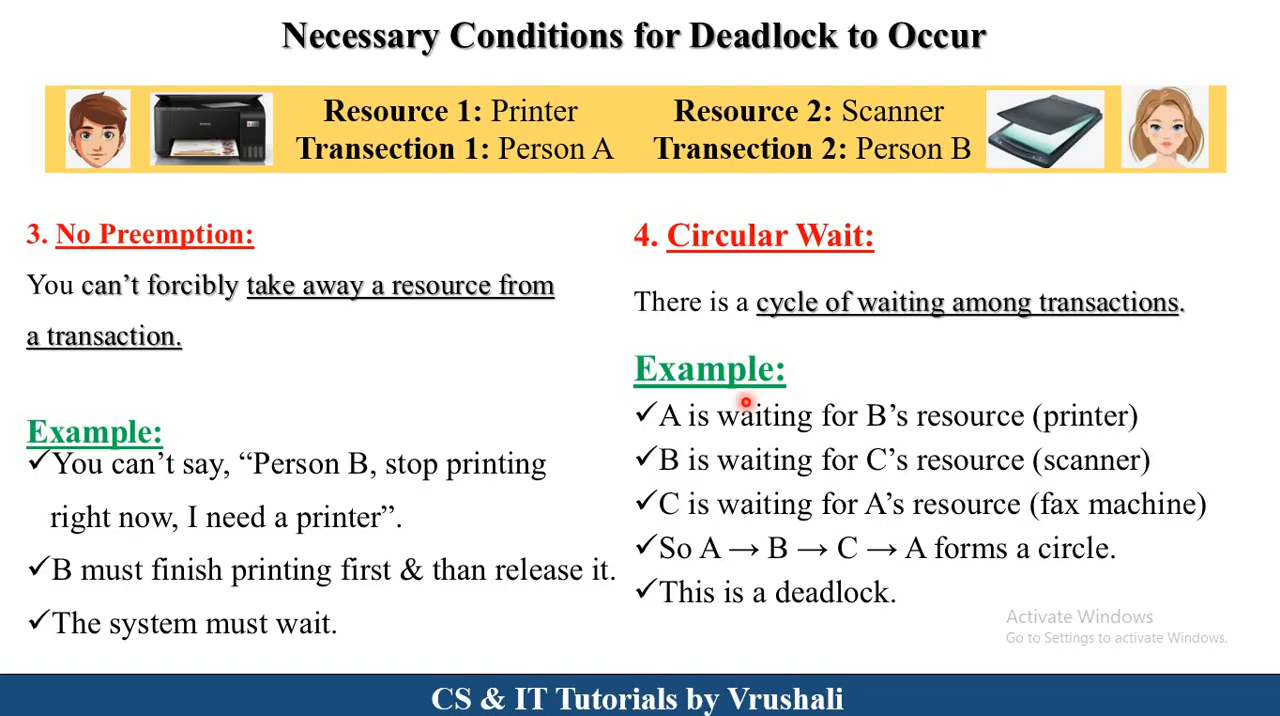 Necessary Conditions for Deadlock to Occur
Resource 1: Printer
Transection 1: Person A
Resource 2: Scanner
Transection 2: Person B
3. No Preemption:
You can’t forcibly take away a resource from
a transaction.
Example:
✓You can’t say, “Person B, stop printing
right now, I need a printer”.
✓B must finish printing first & than release it.
✓The system must wait.
4. Circular Wait:
There is a cycle of waiting among transactions.
Example:
✓A is waiting for B’s resource (printer)
✓B is waiting for C’s resource (scanner)
✓C is waiting for A’s resource (fax machine)
✓So A → B → C → A forms a circle.
✓This is a deadlock.
Activate Windows
Go to Settings to activate Windows.
CS & IT Tutorials by Vrushali